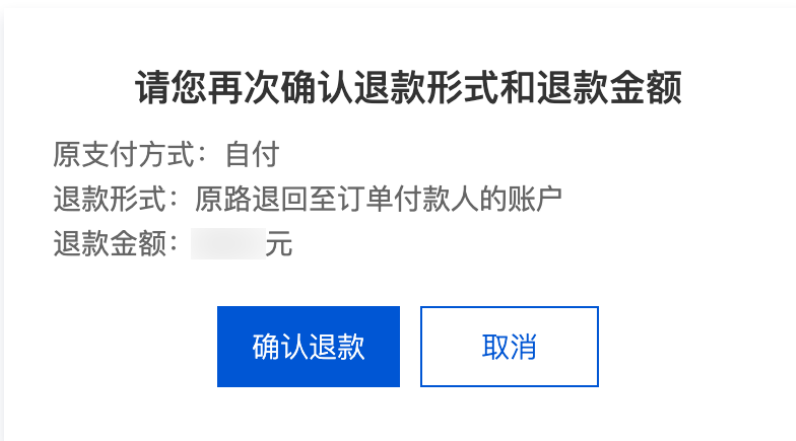 请您再次确认退款形式和退款金额
原支付方式：自付
退款形式：原路退回至订单付款人的账户
退款金额：元
确认退款
取消